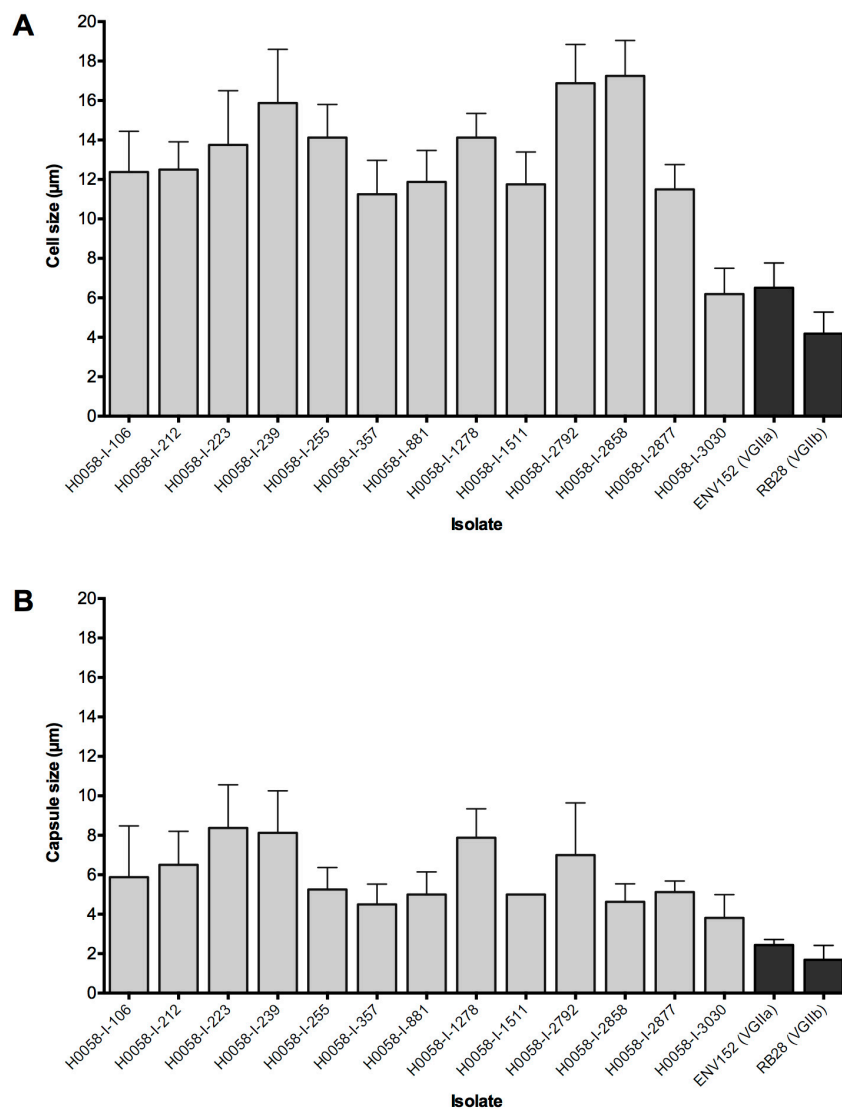 A
20
18
16
14
12
10
8
6
4
2
0
Cell size (µm)
H0058-I-106
H0058-I-212
H0058-I-223
H0058-I-239
H0058-I-255
H0058-I-357
H0058-I-881
H0058-I-1278
H0058-I-1511
H0058-I-2792
H0058-I-2858
H0058-I-2877
H0058-I-3030
ENV152 (VGIIa)
RB28 (VGIIb)
Isolate
B
20
18
16
14
12
10
8
6
4
2
0
Capsule size (µm)
H0058-I-106
H0058-I-212
H0058-I-223
H0058-I-239
H0058-I-255
H0058-I-357
H0058-I-881
H0058-I-1278
H0058-I-1511
H0058-I-2792
H0058-I-2858
H0058-I-2877
H0058-I-3030
ENV152 (VGIIa)
RB28 (VGIIb)
Isolate